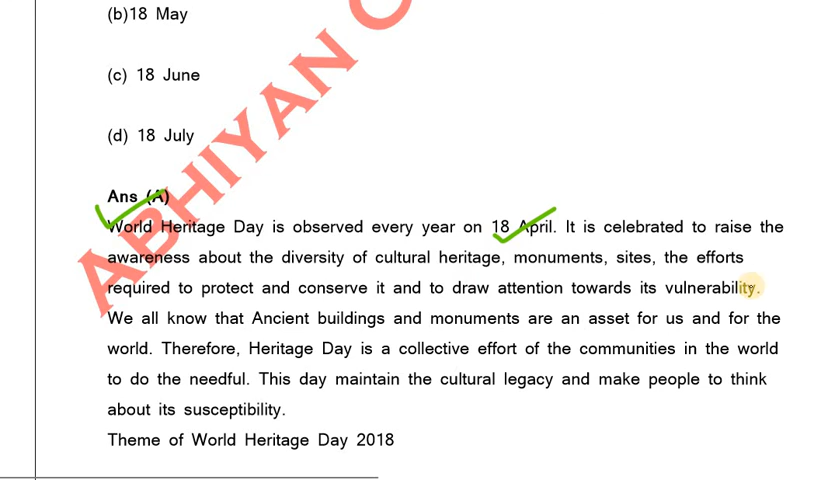 (b)18 May
(c) 18 June
(d) 18 July
Ans (A)
World Heritage Day is observed every year on 18 April. It is celebrated to raise the
awareness about the diversity of cultural heritage, monuments, sites, the efforts
required to protect and conserve it and to draw attention towards its vulnerability.
We all know that Ancient buildings and monuments are an asset for us and for the
world. Therefore, Heritage Day is a collective effort of the communities in the world
to do the needful. This day maintain the cultural legacy and make people to think
about its susceptibility.
Theme of World Heritage Day 2018
ABHIYAN C